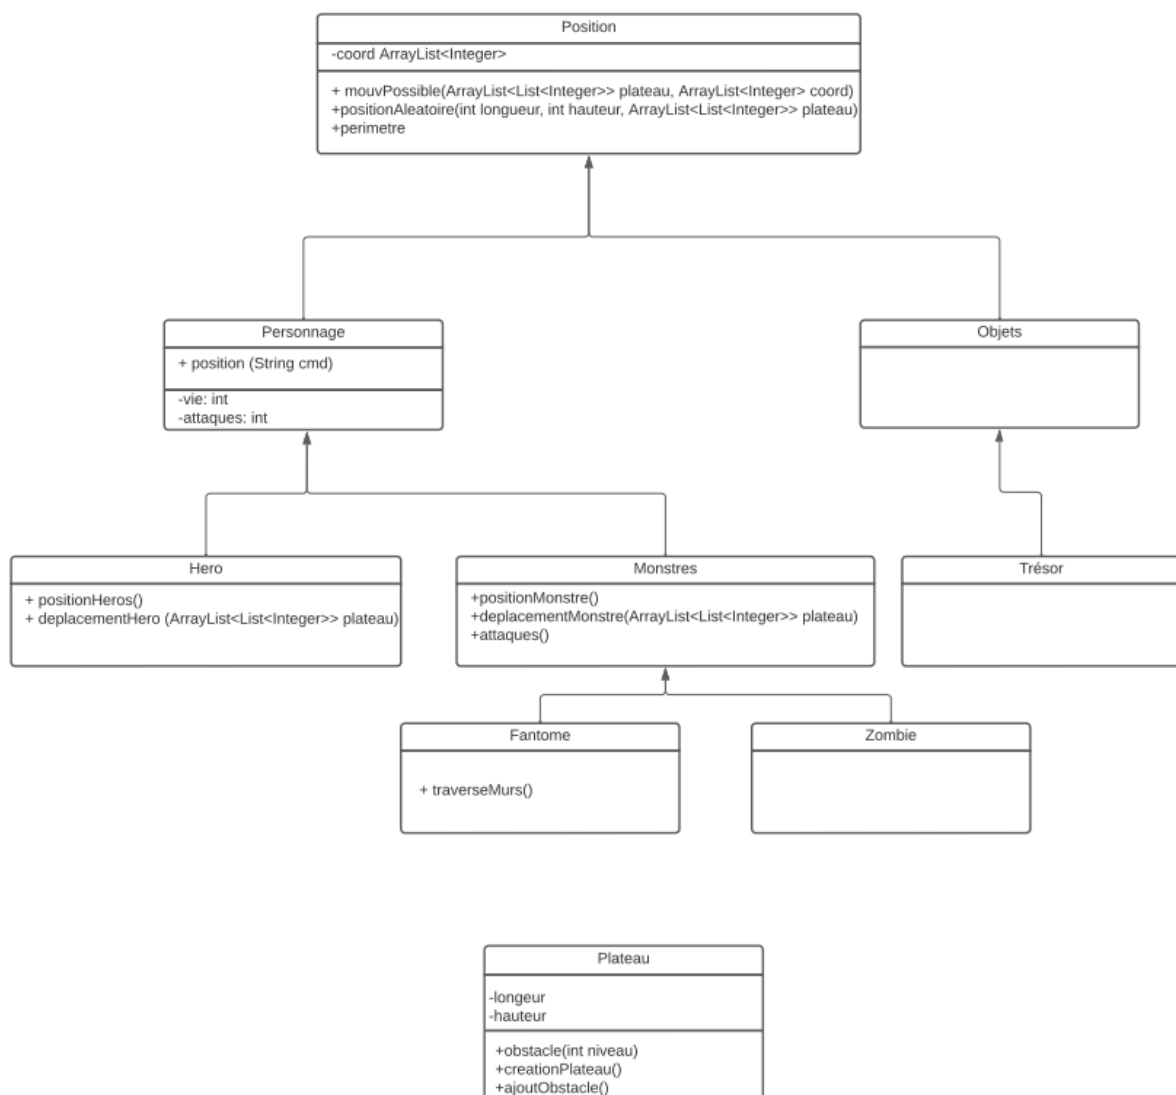 Position
-coord ArrayList<Integer>
+ mouvPossible(ArrayList<List<Integer>> plateau, ArrayList<Integer> coord)
+positionAleatoire(int longueur, int hauteur, ArrayList<List<Integer>> plateau)
+perimetre
Personnage
+ position (String cmd)
-vie: int
-attaques: int
Objets
Hero
+ positionHeros()
+ deplacementHero (ArrayList<List<Integer>> plateau)
Monstres
+positionMonstre()
+deplacementMonstre(ArrayList<List<Integer>> plateau)
+attaques()
Trésor
Fantome
+ traverseMurs()
Zombie
Plateau
-longeur
-hauteur
+obstacle(int niveau)
+creationPlateau()
+ajoutObstacle()